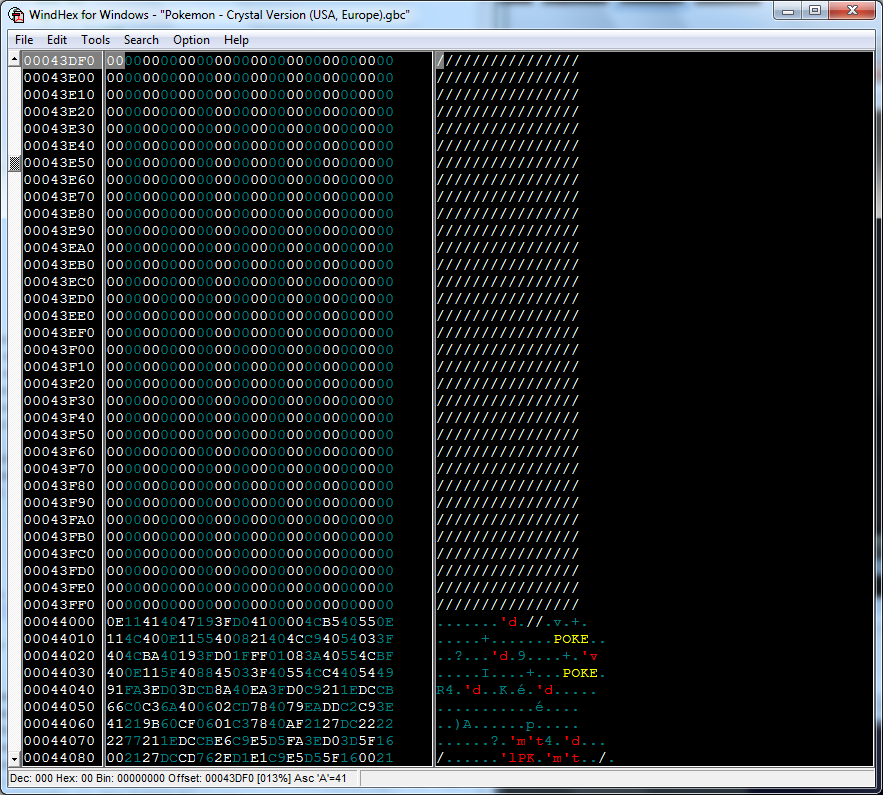 WindHex for Windows - "Pokemon - Crystal Version (USA, Europe).gbc"
File Edit Tools Search Option Help
00043DF0 00000000000000000000000000000000 ////////////////
00043E00 00000000000000000000000000000000 ////////////////
00043E10 00000000000000000000000000000000 ////////////////
00043E20 00000000000000000000000000000000 ////////////////
00043E30 00000000000000000000000000000000 ////////////////
00043E40 00000000000000000000000000000000 ////////////////
00043E50 00000000000000000000000000000000 ////////////////
00043E60 00000000000000000000000000000000 ////////////////
00043E70 00000000000000000000000000000000 ////////////////
00043E80 00000000000000000000000000000000 ////////////////
00043E90 00000000000000000000000000000000 ////////////////
00043EA0 00000000000000000000000000000000 ////////////////
00043EB0 00000000000000000000000000000000 ////////////////
00043EC0 00000000000000000000000000000000 ////////////////
00043ED0 00000000000000000000000000000000 ////////////////
00043EE0 00000000000000000000000000000000 ////////////////
00043EF0 00000000000000000000000000000000 ////////////////
00043F00 00000000000000000000000000000000 ////////////////
00043F10 00000000000000000000000000000000 ////////////////
00043F20 00000000000000000000000000000000 ////////////////
00043F30 00000000000000000000000000000000 ////////////////
00043F40 00000000000000000000000000000000 ////////////////
00043F50 00000000000000000000000000000000 ////////////////
00043F60 00000000000000000000000000000000 ////////////////
00043F70 00000000000000000000000000000000 ////////////////
00043F80 00000000000000000000000000000000 ////////////////
00043F90 00000000000000000000000000000000 ////////////////
00043FA0 00000000000000000000000000000000 ////////////////
00043FB0 00000000000000000000000000000000 ////////////////
00043FC0 00000000000000000000000000000000 ////////////////
00043FD0 00000000000000000000000000000000 ////////////////
00043FE0 00000000000000000000000000000000 ////////////////
00043FF0 00000000000000000000000000000000 ////////////////
00044000 0E11414047193FD04100004CB540550E .......'d.//.v.+.
00044010 114C400E1155400821404CC94054033F .....+.......POKE..
00044020 404CBA40193FD01FFF01083A40554CBF ..?...'d.9....+.'v
00044030 400E115F408845033F40554CC4405449 .....I....+...POKE.
00044040 91FA3ED03DCD8A40EA3FD0C9211EDCCB R4.'d..K.é.'d.....
00044050 66C0C36A400602CD784079EADDC2C93E ...........é....
00044060 41219B60CF0601C37840AF2127DC2222 ..)A......p.....
00044070 2277211EDCCBE6C9E5D5FA3ED03D5F16 ......?.'m't4.'d...
00044080 002127DCCD762ED1E1C9E5D55F160021 /......'lPK.'m't../.
Dec: 000 Hex: 00 Bin: 00000000 Offset: 00043DF0 [013%] Asc 'A'=41